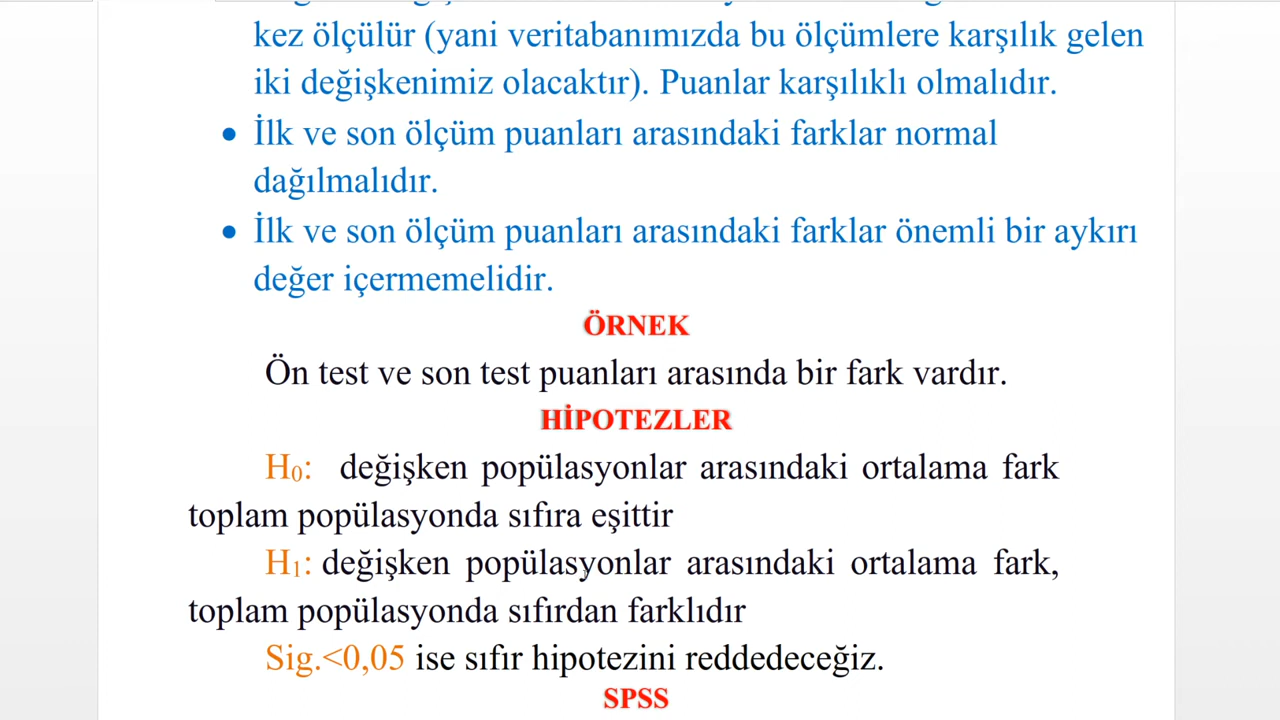 kez ölçülür (yani veritabanımızda bu ölçümlere karşılık gelen
iki değişkenimiz olacaktır). Puanlar karşılıklı olmalıdır.
• İlk ve son ölçüm puanları arasındaki farklar normal
dağılmalıdır.
• İlk ve son ölçüm puanları arasındaki farklar önemli bir aykırı
değer içermemelidir.
ÖRNEK
Ön test ve son test puanları arasında bir fark vardır.
HİPOTEZLER
H₀: değişken popülasyonlar arasındaki ortalama fark
toplam popülasyonda sıfıra eşittir
H₁: değişken popülasyonlar arasındaki ortalama fark,
toplam popülasyonda sıfırdan farklıdır
Sig.<0,05 ise sıfır hipotezini reddedeceğiz.
SPSS